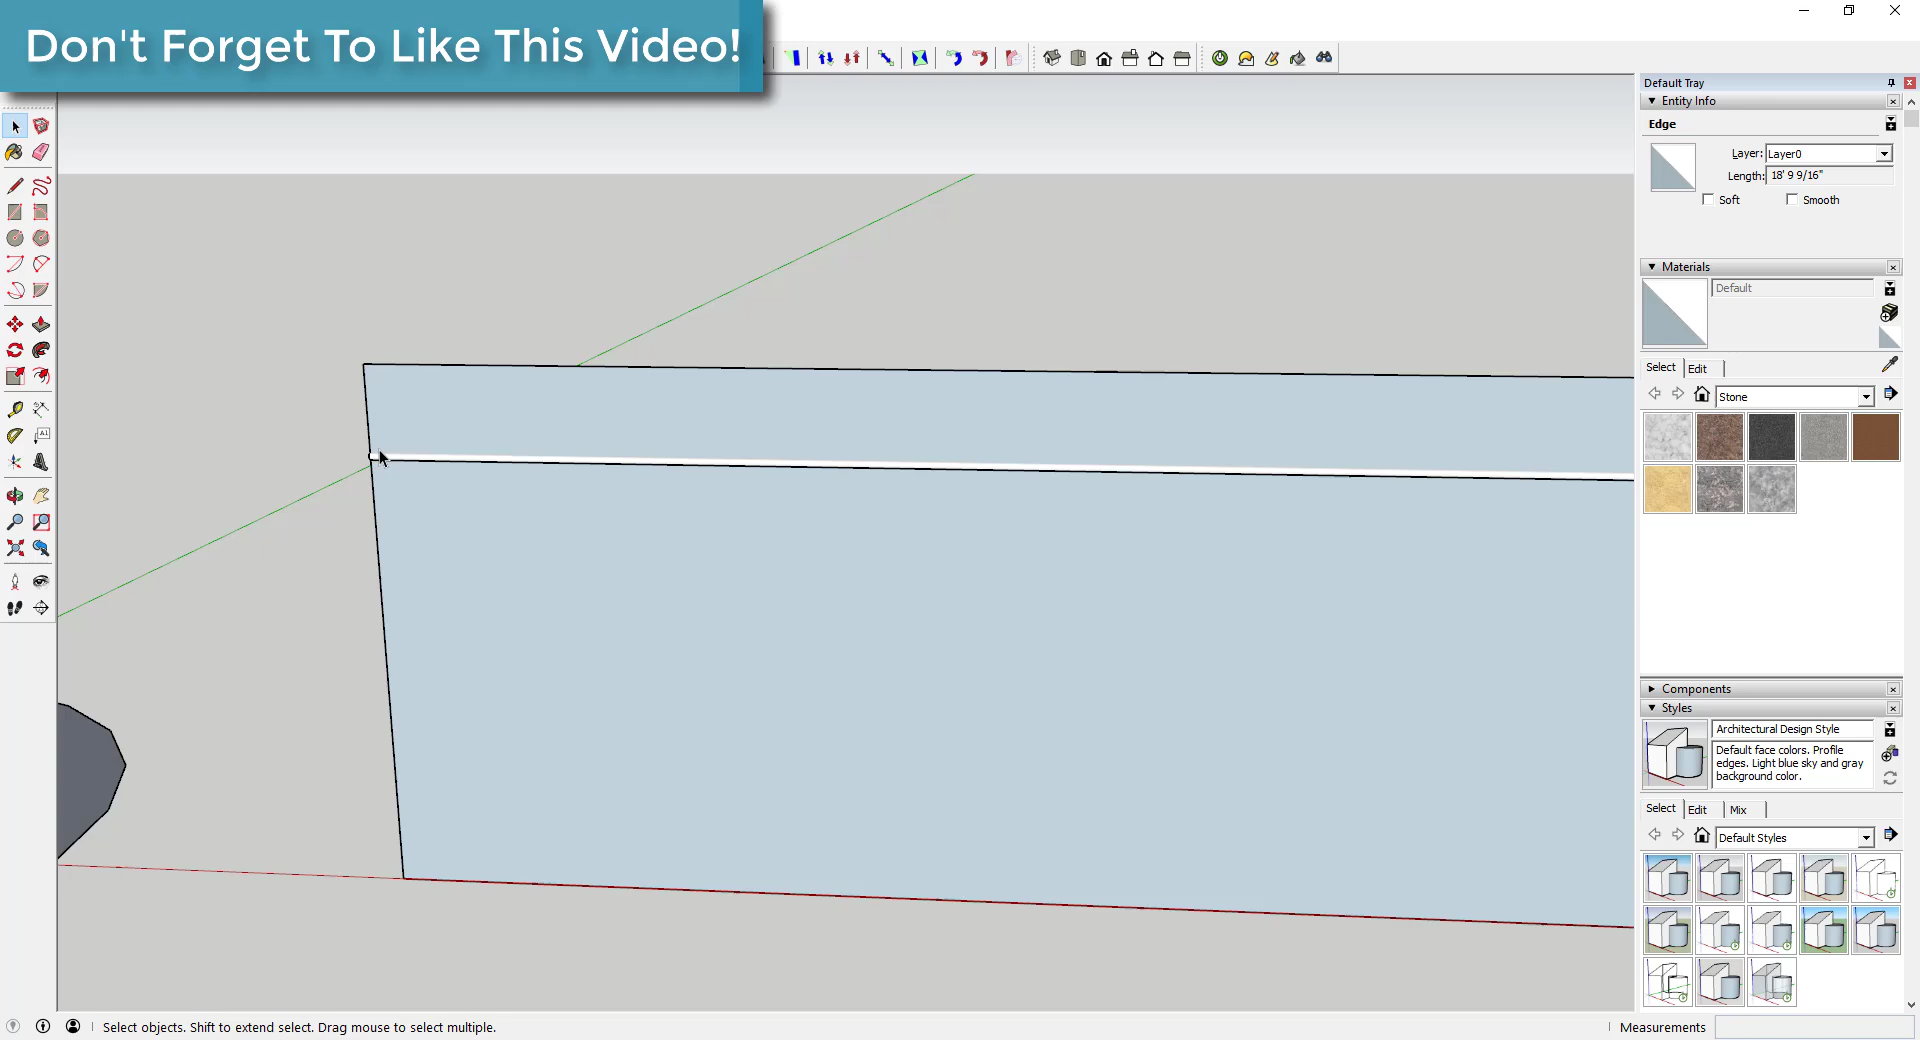 Don't Forget To Like This Video!
Default Tray
Entity Info
Edge
Layer: Layer0
Length: 18' 9 9/16"
Soft Smooth
Materials
Default
Select Edit
Stone
Components
Styles
Architectural Design Style
Default face colors. Profile
edges. Light blue sky and gray
background color.
Select Edit Mix
Default Styles
Select objects. Shift to extend select. Drag mouse to select multiple.
Measurements